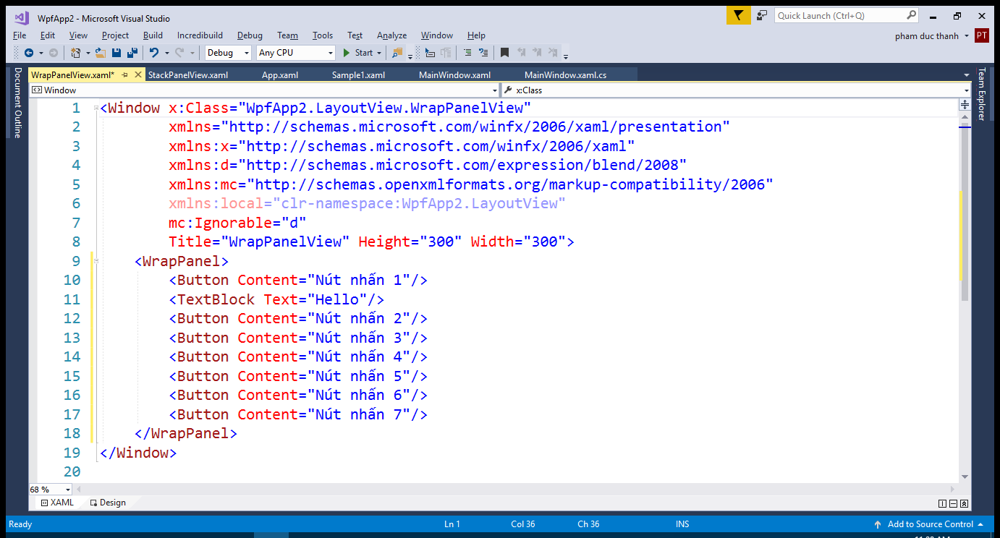 WpfApp2 - Microsoft Visual Studio
Quick Launch (Ctrl+Q)
File Edit View Project Build Incredibuild Debug Team Tools Test Analyze Window Help
pham duc thanh PT
Debug Any CPU Start
WrapPanelView.xaml* StackPanelView.xaml App.xaml Sample1.xaml MainWindow.xaml MainWindow.xaml.cs
Document Outline
Team Explorer
Window x:Class
1 <Window x:Class="WpfApp2.LayoutView.WrapPanelView"
2 xmlns="http://schemas.microsoft.com/winfx/2006/xaml/presentation"
3 xmlns:x="http://schemas.microsoft.com/winfx/2006/xaml"
4 xmlns:d="http://schemas.microsoft.com/expression/blend/2008"
5 xmlns:mc="http://schemas.openxmlformats.org/markup-compatibility/2006"
6 xmlns:local="clr-namespace:WpfApp2.LayoutView"
7 mc:Ignorable="d"
8 Title="WrapPanelView" Height="300" Width="300">
9 <WrapPanel>
10 <Button Content="Nút nhấn 1"/>
11 <TextBlock Text="Hello"/>
12 <Button Content="Nút nhấn 2"/>
13 <Button Content="Nút nhấn 3"/>
14 <Button Content="Nút nhấn 4"/>
15 <Button Content="Nút nhấn 5"/>
16 <Button Content="Nút nhấn 6"/>
17 <Button Content="Nút nhấn 7"/>
18 </WrapPanel>
19 </Window>
20
68 %
XAML Design
Ready Ln 1 Col 36 Ch 36 INS Add to Source Control